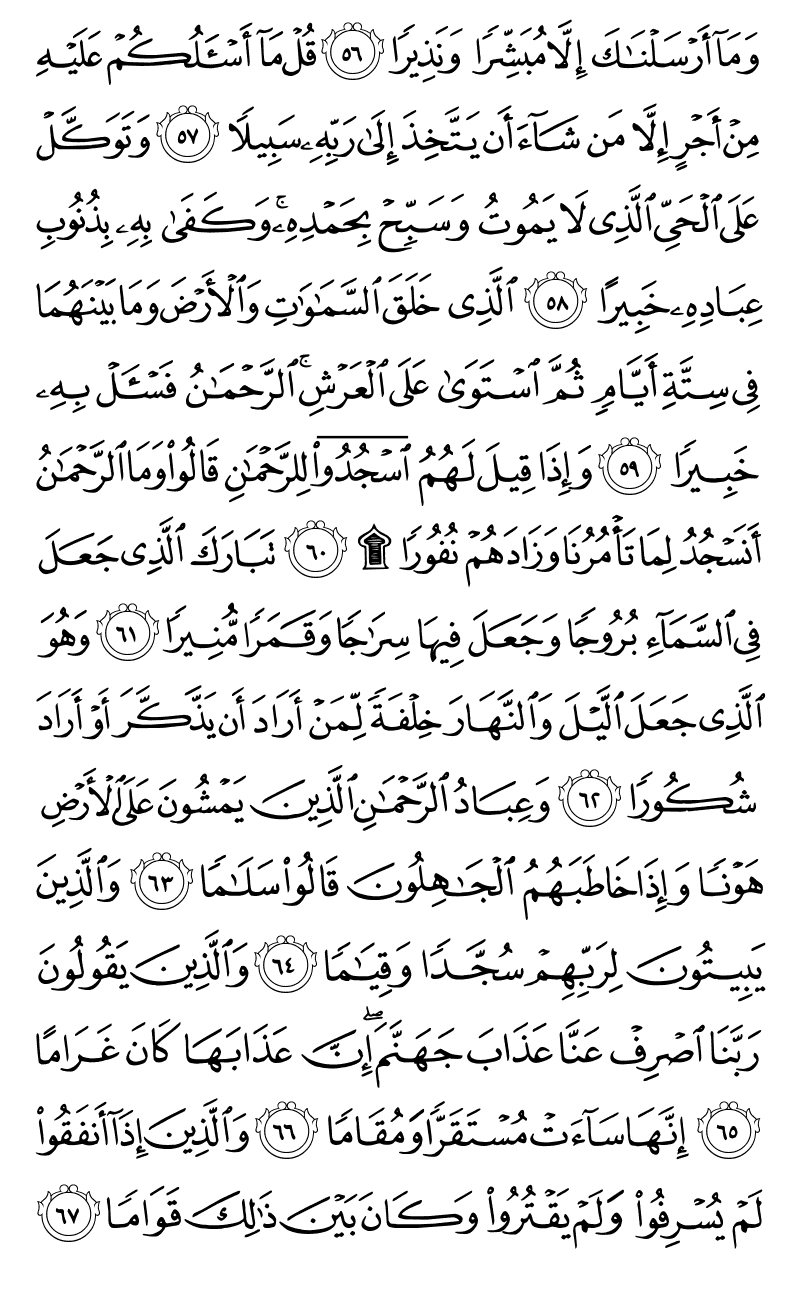 وَمَآ أَرۡسَلۡنَٰكَ إِلَّا مُبَشِّرٗا وَنَذِيرٗا ٥٦ قُلۡ مَآ أَسۡـَٔلُكُمۡ عَلَيۡهِ
مِنۡ أَجۡرٍ إِلَّا مَن شَآءَ أَن يَتَّخِذَ إِلَىٰ رَبِّهِۦ سَبِيلٗا ٥٧ وَتَوَكَّلۡ
عَلَى ٱلۡحَيِّ ٱلَّذِي لَا يَمُوتُ وَسَبِّحۡ بِحَمۡدِهِۦۚ وَكَفَىٰ بِهِۦ بِذُنُوبِ
عِبَادِهِۦ خَبِيرًا ٥٨ ٱلَّذِي خَلَقَ ٱلسَّمَٰوَٰتِ وَٱلۡأَرۡضَ وَمَا بَيۡنَهُمَا
فِي سِتَّةِ أَيَّامٖ ثُمَّ ٱسۡتَوَىٰ عَلَى ٱلۡعَرۡشِۚ ٱلرَّحۡمَٰنُ فَسۡـَٔلۡ بِهِۦ
خَبِيرٗا ٥٩ وَإِذَا قِيلَ لَهُمُ ٱسۡجُدُواْ لِلرَّحۡمَٰنِ قَالُواْ وَمَا ٱلرَّحۡمَٰنُ
أَنَسۡجُدُ لِمَا تَأۡمُرُنَا وَزَادَهُمۡ نُفُورٗا ۩ ٦٠ تَبَارَكَ ٱلَّذِي جَعَلَ
فِي ٱلسَّمَآءِ بُرُوجٗا وَجَعَلَ فِيهَا سِرَٰجٗا وَقَمَرٗا مُّنِيرٗا ٦١ وَهُوَ
ٱلَّذِي جَعَلَ ٱلَّيۡلَ وَٱلنَّهَارَ خِلۡفَةٗ لِّمَنۡ أَرَادَ أَن يَذَّكَّرَ أَوۡ أَرَادَ
شُكُورٗا ٦٢ وَعِبَادُ ٱلرَّحۡمَٰنِ ٱلَّذِينَ يَمۡشُونَ عَلَى ٱلۡأَرۡضِ
هَوۡنٗا وَإِذَا خَاطَبَهُمُ ٱلۡجَٰهِلُونَ قَالُواْ سَلَٰمٗا ٦٣ وَٱلَّذِينَ
يَبِيتُونَ لِرَبِّهِمۡ سُجَّدٗا وَقِيَٰمٗا ٦٤ وَٱلَّذِينَ يَقُولُونَ
رَبَّنَا ٱصۡرِفۡ عَنَّا عَذَابَ جَهَنَّمَۖ إِنَّ عَذَابَهَا كَانَ غَرَامًا
٦٥ إِنَّهَا سَآءَتۡ مُسۡتَقَرّٗا وَمُقَامٗا ٦٦ وَٱلَّذِينَ إِذَآ أَنفَقُواْ
لَمۡ يُسۡرِفُواْ وَلَمۡ يَقۡتُرُواْ وَكَانَ بَيۡنَ ذَٰلِكَ قَوَامٗا ٦٧